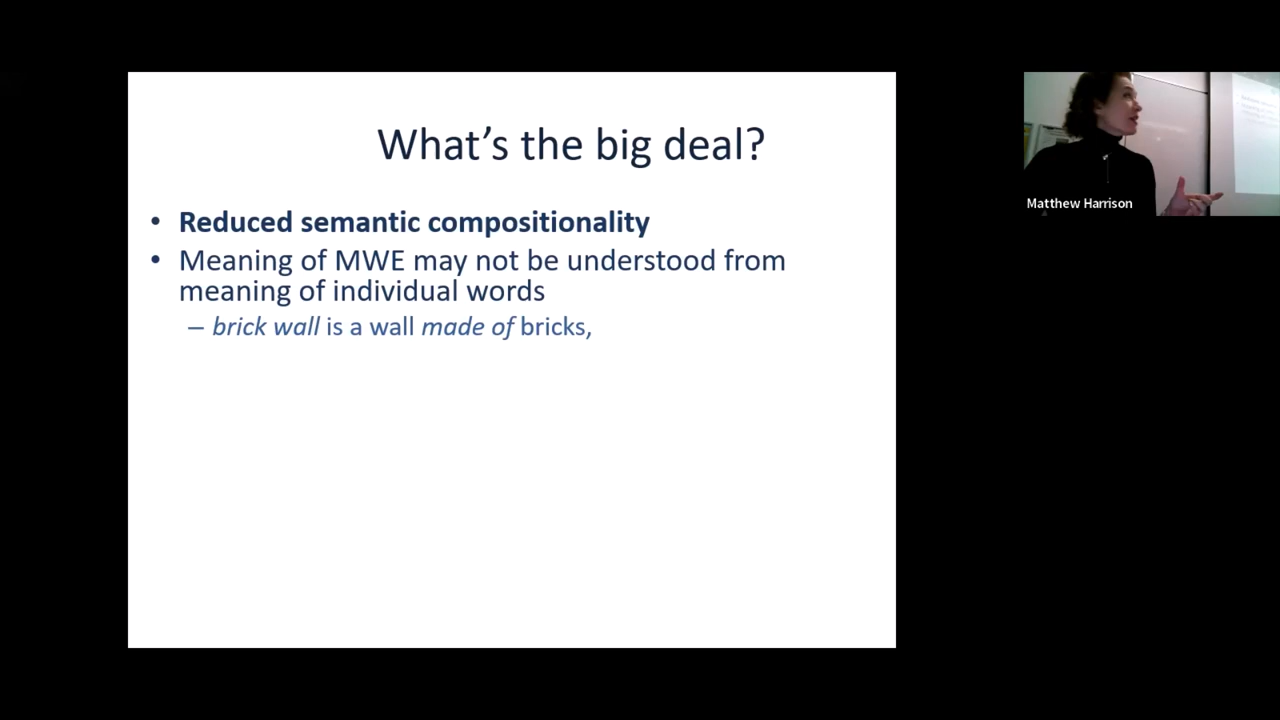 What's the big deal?
• Reduced semantic compositionality
• Meaning of MWE may not be understood from
meaning of individual words
– brick wall is a wall made of bricks,
Matthew Harrison